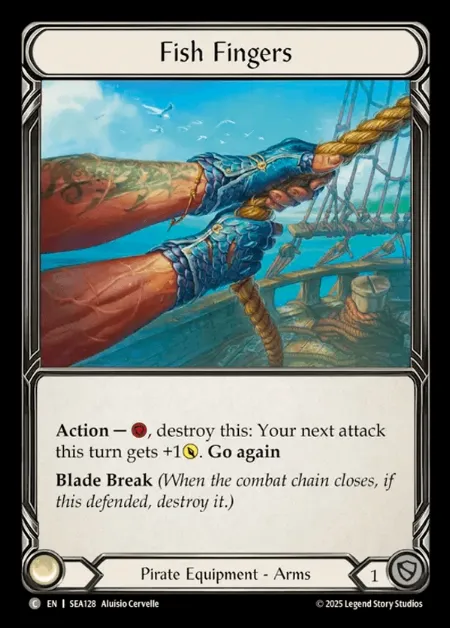 Fish Fingers
Action — , destroy this: Your next attack
this turn gets +1. Go again
Blade Break (When the combat chain closes, if
this defended, destroy it.)
Pirate Equipment - Arms
1
C EN | SEA128 Aluisio Cervelle
© 2025 Legend Story Studios